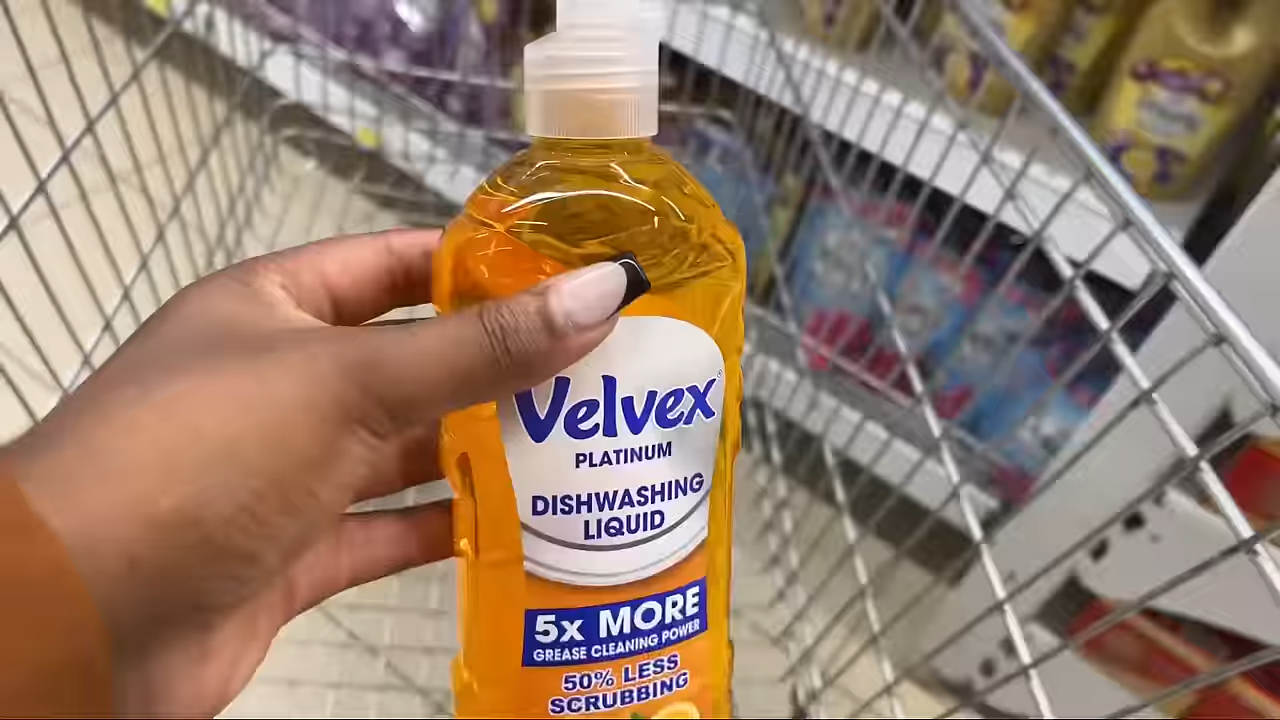 Velvex®
PLATINUM
DISHWASHING
LIQUID
5x MORE
GREASE CLEANING POWER
50% LESS
SCRUBBING